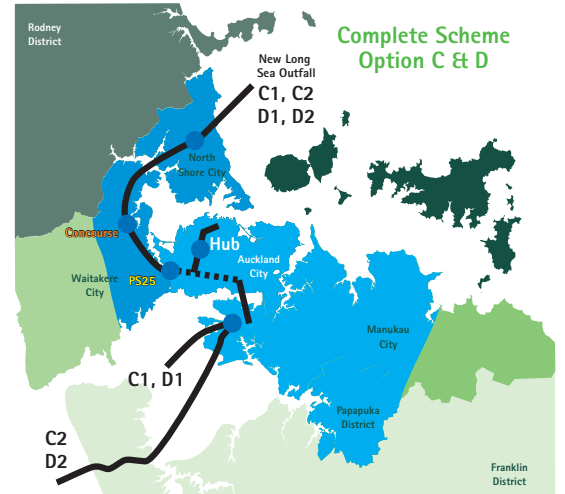 Complete Scheme
Option C & D
Rodney
District
New Long
Sea Outfall
C1, C2
D1, D2
North
Shore City
Concourse
Hub
Auckland
City
Waitakere
City
PS25
Manukau
City
C1, D1
Papapuka
District
C2
D2
Franklin
District